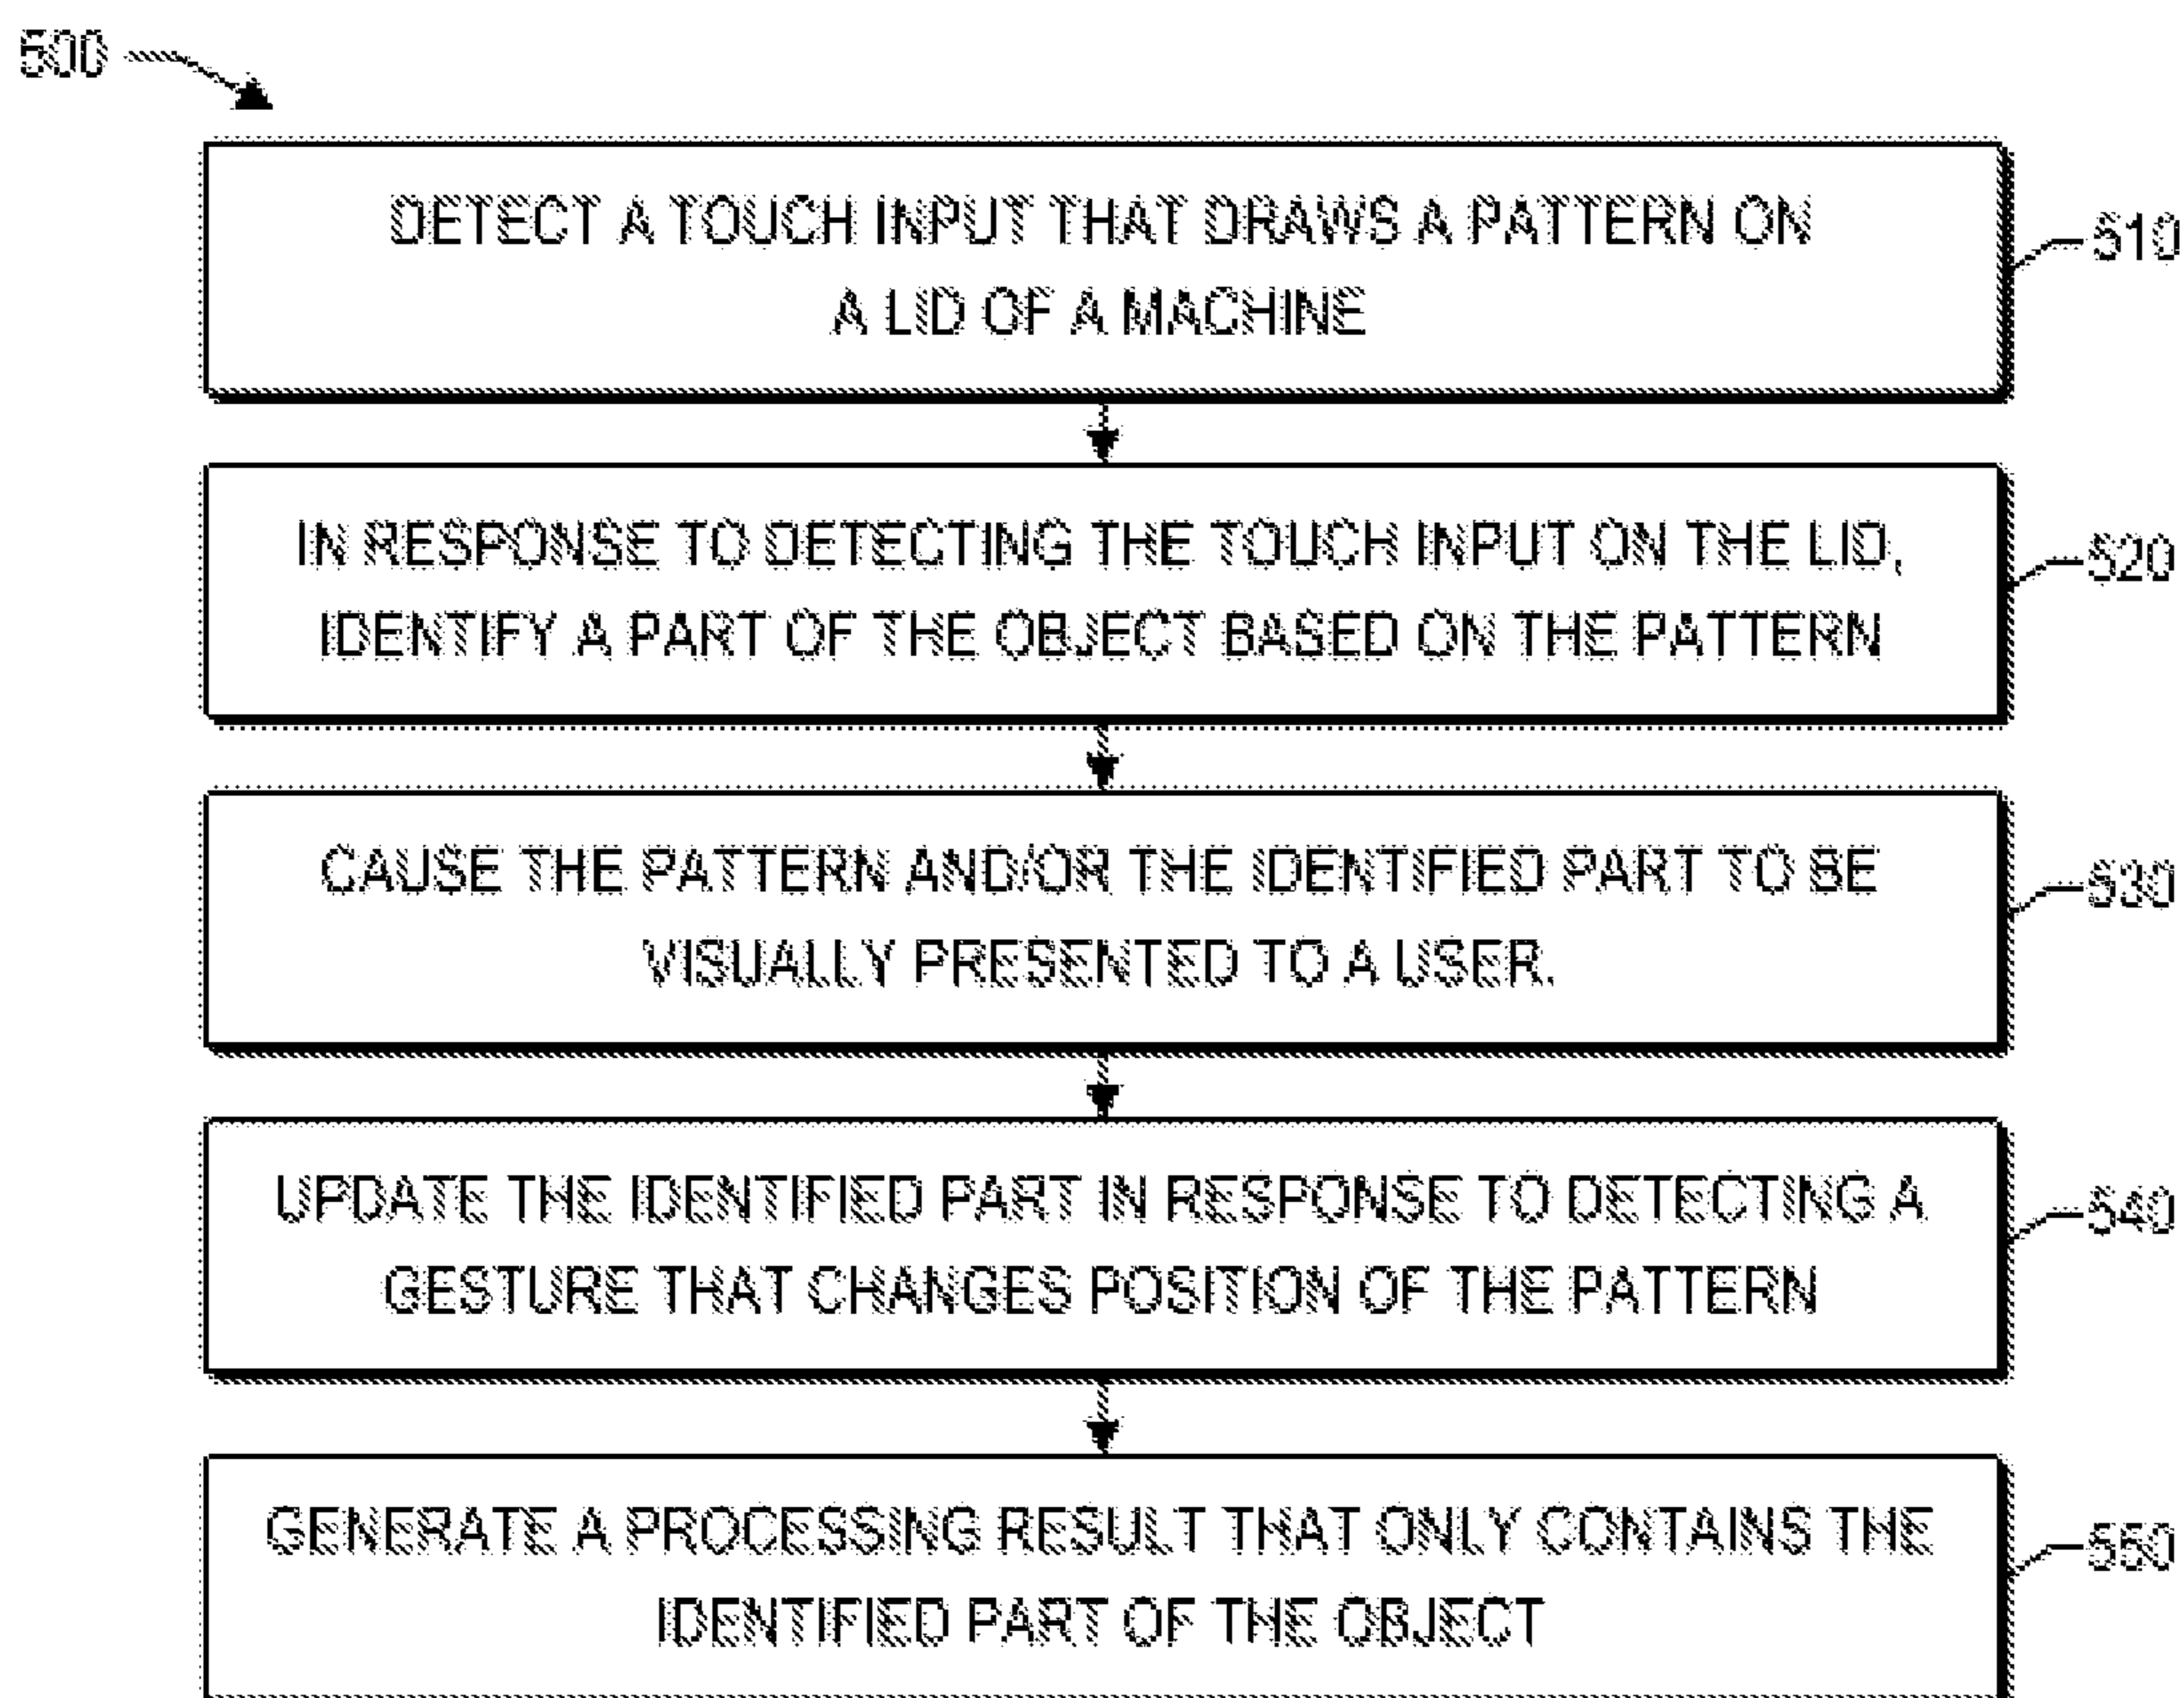 500
DETECT A TOUCH INPUT THAT DRAWS A PATTERN ON
A LID OF A MACHINE
510
IN RESPONSE TO DETECTING THE TOUCH INPUT ON THE LID,
IDENTIFY A PART OF THE OBJECT BASED ON THE PATTERN
520
CAUSE THE PATTERN AND/OR THE IDENTIFIED PART TO BE
VISUALLY PRESENTED TO A USER.
530
UPDATE THE IDENTIFIED PART IN RESPONSE TO DETECTING A
GESTURE THAT CHANGES POSITION OF THE PATTERN
540
GENERATE A PROCESSING RESULT THAT ONLY CONTAINS THE
IDENTIFIED PART OF THE OBJECT
550